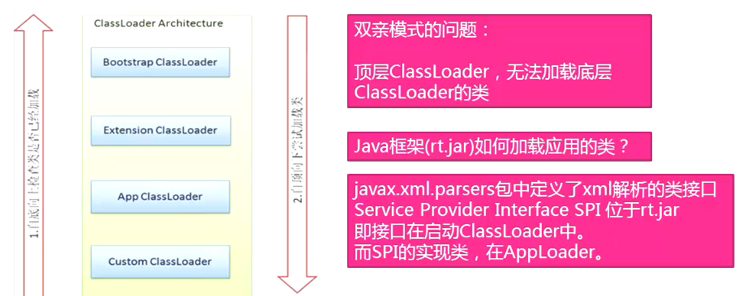 ClassLoader Architecture
Bootstrap ClassLoader
Extension ClassLoader
App ClassLoader
Custom ClassLoader
1.自底向上检查类是否已经加载
2.自顶向下尝试加载类
双亲模式的问题：
顶层ClassLoader，无法加载底层
ClassLoader的类
Java框架(rt.jar)如何加载应用的类？
javax.xml.parsers包中定义了xml解析的类接口
Service Provider Interface SPI 位于rt.jar
即接口在启动ClassLoader中。
而SPI的实现类，在AppLoader。